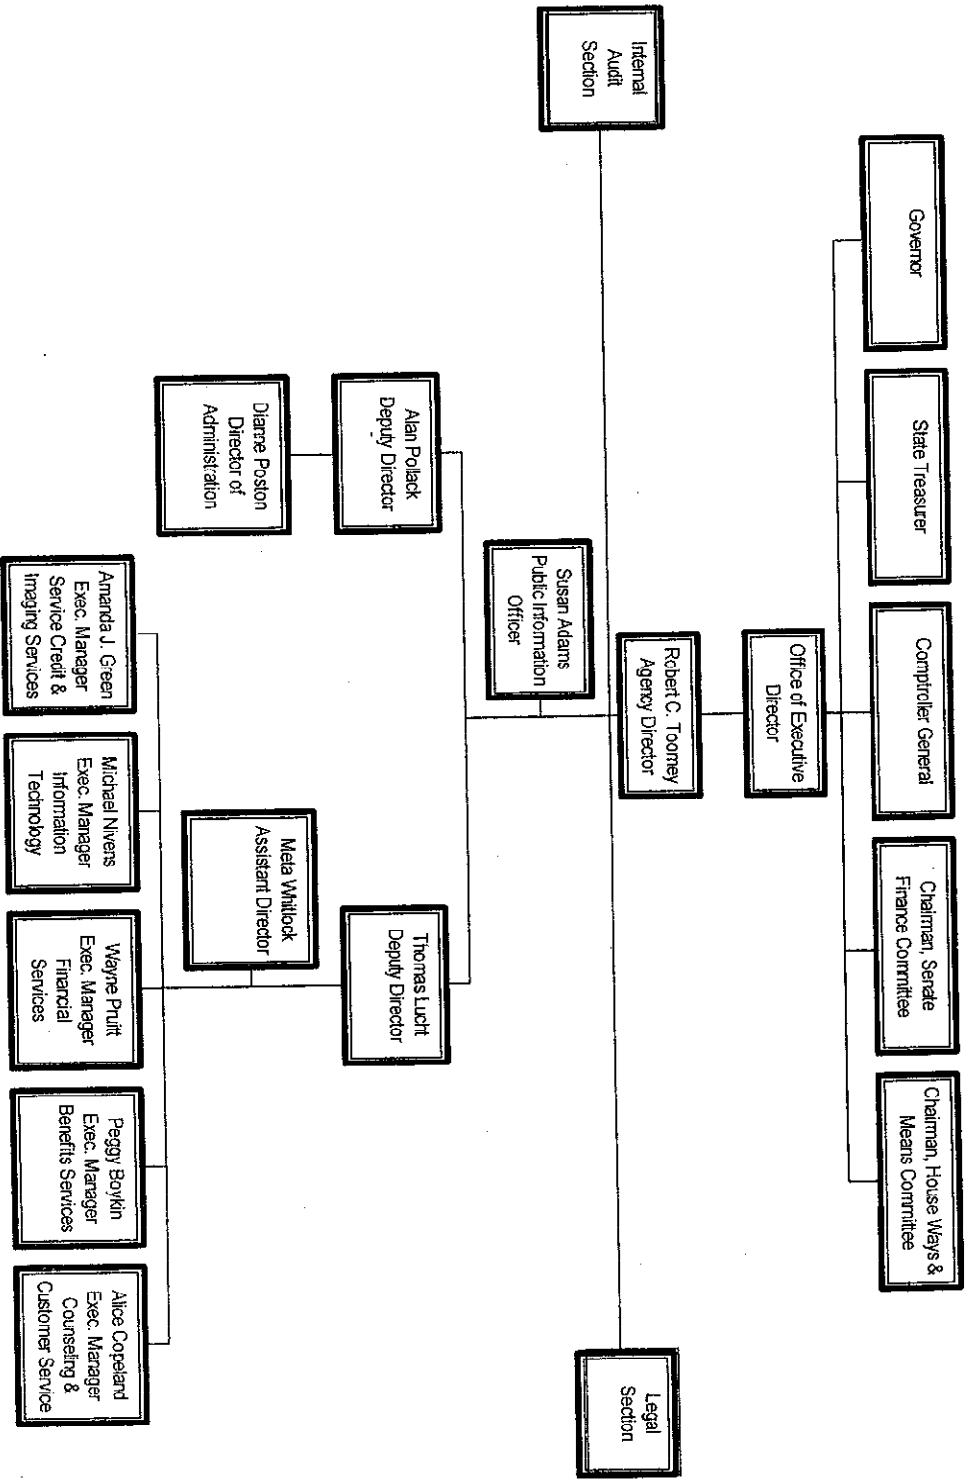 Governor
State Treasurer
Comptroller General
Chairman, Senate
Finance Committee
Chairman, House Ways &
Means Committee
Office of Executive
Director
Internal
Audit
Section
Robert C. Toomey
Agency Director
Legal
Section
Susan Adams
Public Information
Officer
Alan Pollack
Deputy Director
Thomas Lucht
Deputy Director
Dianne Poston
Director of
Administration
Meta Whitlock
Assistant Director
Amanda J. Green
Exec. Manager
Service Credit &
Imaging Services
Michael Nivens
Exec. Manager
Information
Technology
Wayne Pruitt
Exec. Manager
Financial
Services
Peggy Boykin
Exec. Manager
Benefits Services
Alice Copeland
Exec. Manager
Counseling &
Customer Service